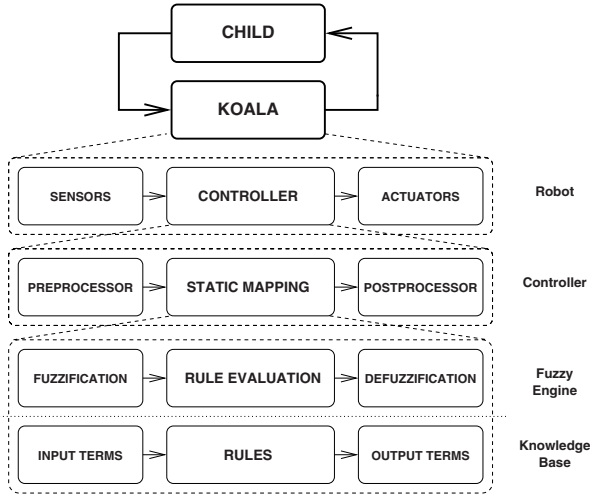 CHILD
KOALA
SENSORS
CONTROLLER
ACTUATORS
Robot
PREPROCESSOR
STATIC MAPPING
POSTPROCESSOR
Controller
FUZZIFICATION
RULE EVALUATION
DEFUZZIFICATION
Fuzzy
Engine
INPUT TERMS
RULES
OUTPUT TERMS
Knowledge
Base